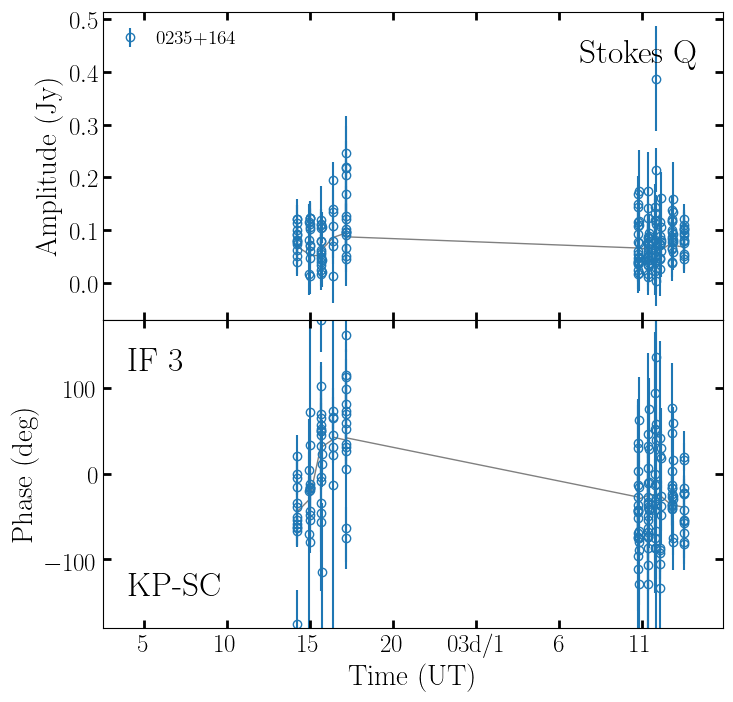 0235+164
Stokes Q
Amplitude (Jy)
0.5
0.4
0.3
0.2
0.1
0.0
IF 3
KP-SC
Phase (deg)
100
0
−100
5 10 15 20 03d/1 6 11
Time (UT)